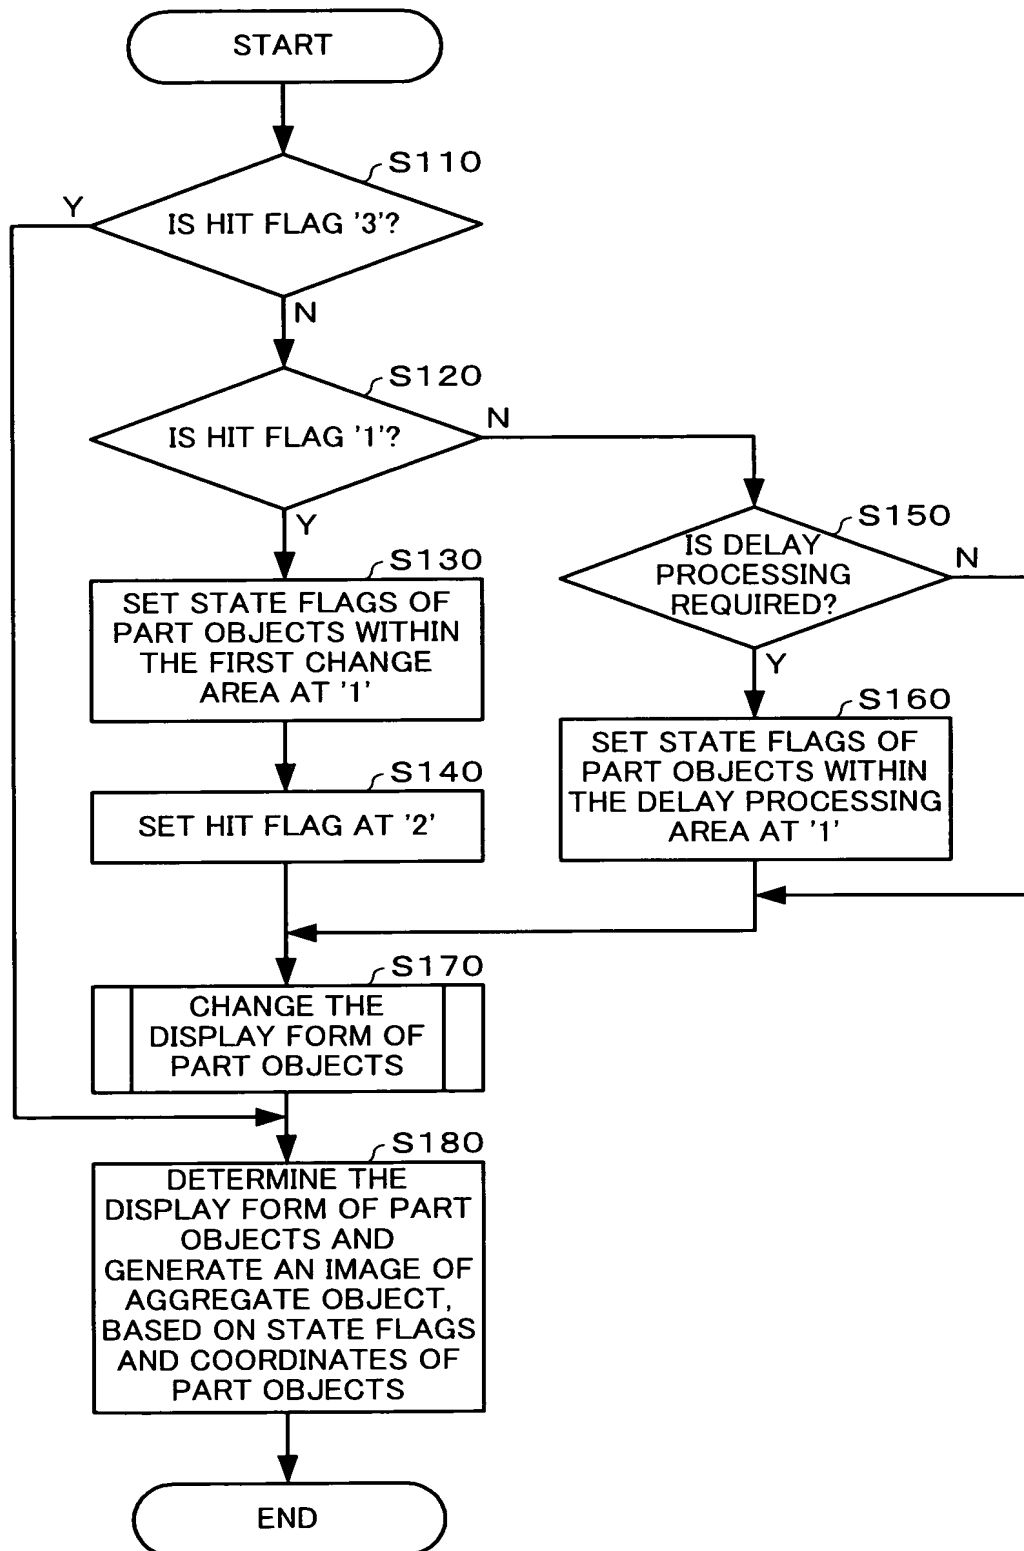 START
S110
Y
IS HIT FLAG '3'?
N
S120
IS HIT FLAG '1'?
N
Y
S130
SET STATE FLAGS OF
PART OBJECTS WITHIN
THE FIRST CHANGE
AREA AT '1'
S140
SET HIT FLAG AT '2'
S150
IS DELAY
PROCESSING
REQUIRED?
N
Y
S160
SET STATE FLAGS OF
PART OBJECTS WITHIN
THE DELAY PROCESSING
AREA AT '1'
S170
CHANGE THE
DISPLAY FORM OF
PART OBJECTS
S180
DETERMINE THE
DISPLAY FORM OF PART
OBJECTS AND
GENERATE AN IMAGE OF
AGGREGATE OBJECT,
BASED ON STATE FLAGS
AND COORDINATES OF
PART OBJECTS
END